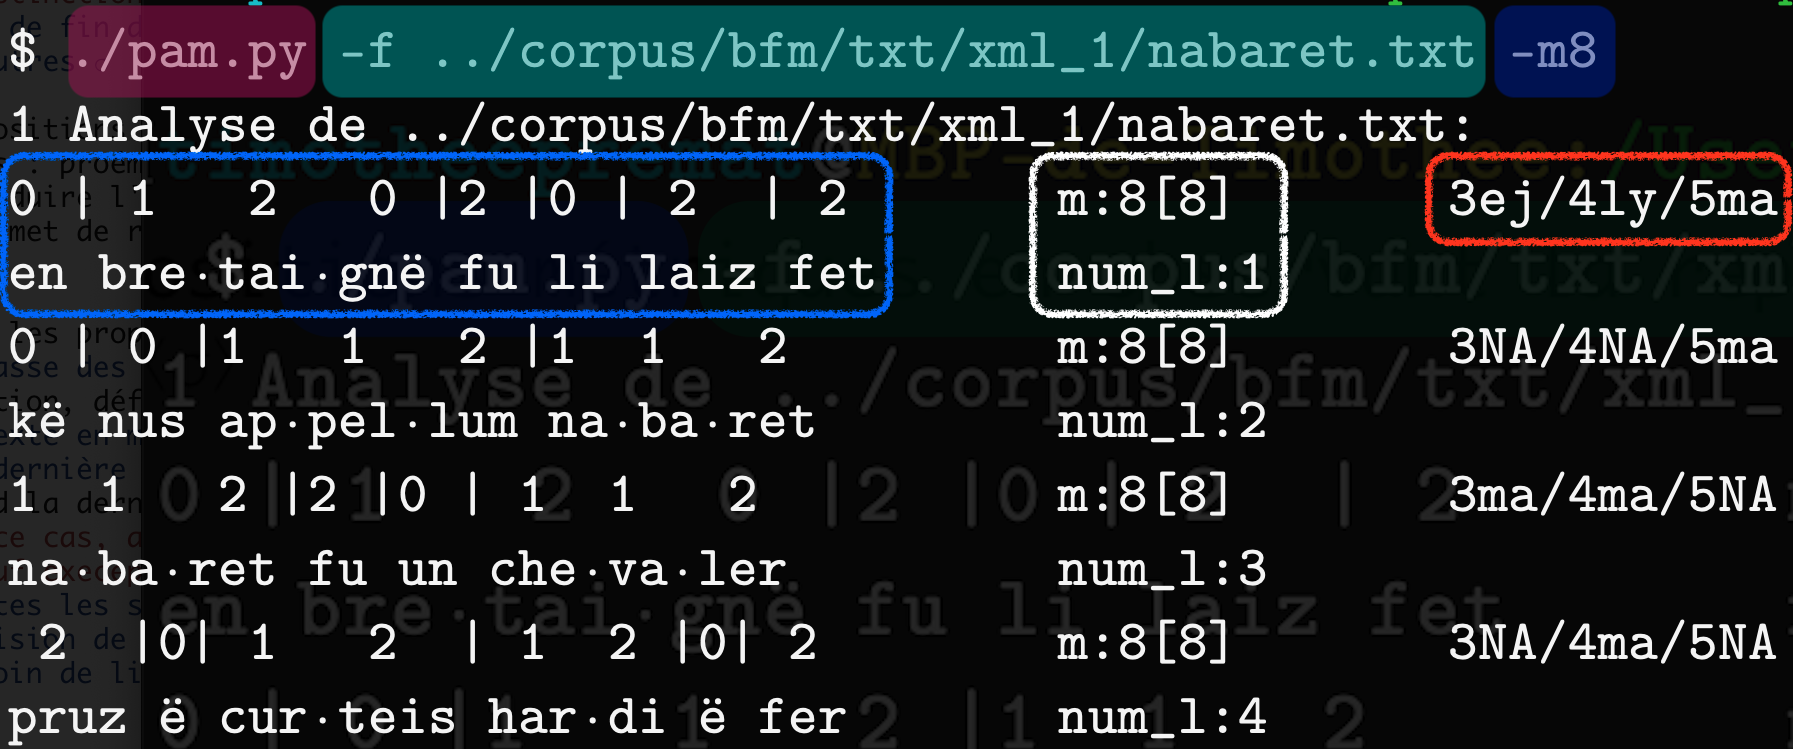 $ ./pam.py -f ../corpus/bfm/txt/xml_1/nabaret.txt -m8
1 Analyse de ../corpus/bfm/txt/xml_1/nabaret.txt:
0 | 1 2 0 |2 |0 | 2 | 2 m:8[8] 3ej/4ly/5ma
en bre·tai·gnë fu li laiz fet num_l:1
0 | 0 |1 1 2 |1 1 2 m:8[8] 3NA/4NA/5ma
kë nus ap·pel·lum na·ba·ret num_l:2
1 1 2 |2 |0 | 1 1 2 m:8[8] 3ma/4ma/5NA
na·ba·ret fu un che·va·ler num_l:3
2 |0| 1 2 | 1 2 |0| 2 m:8[8] 3NA/4ma/5NA
pruz ë cur·teis har·di ë fer num_l:4